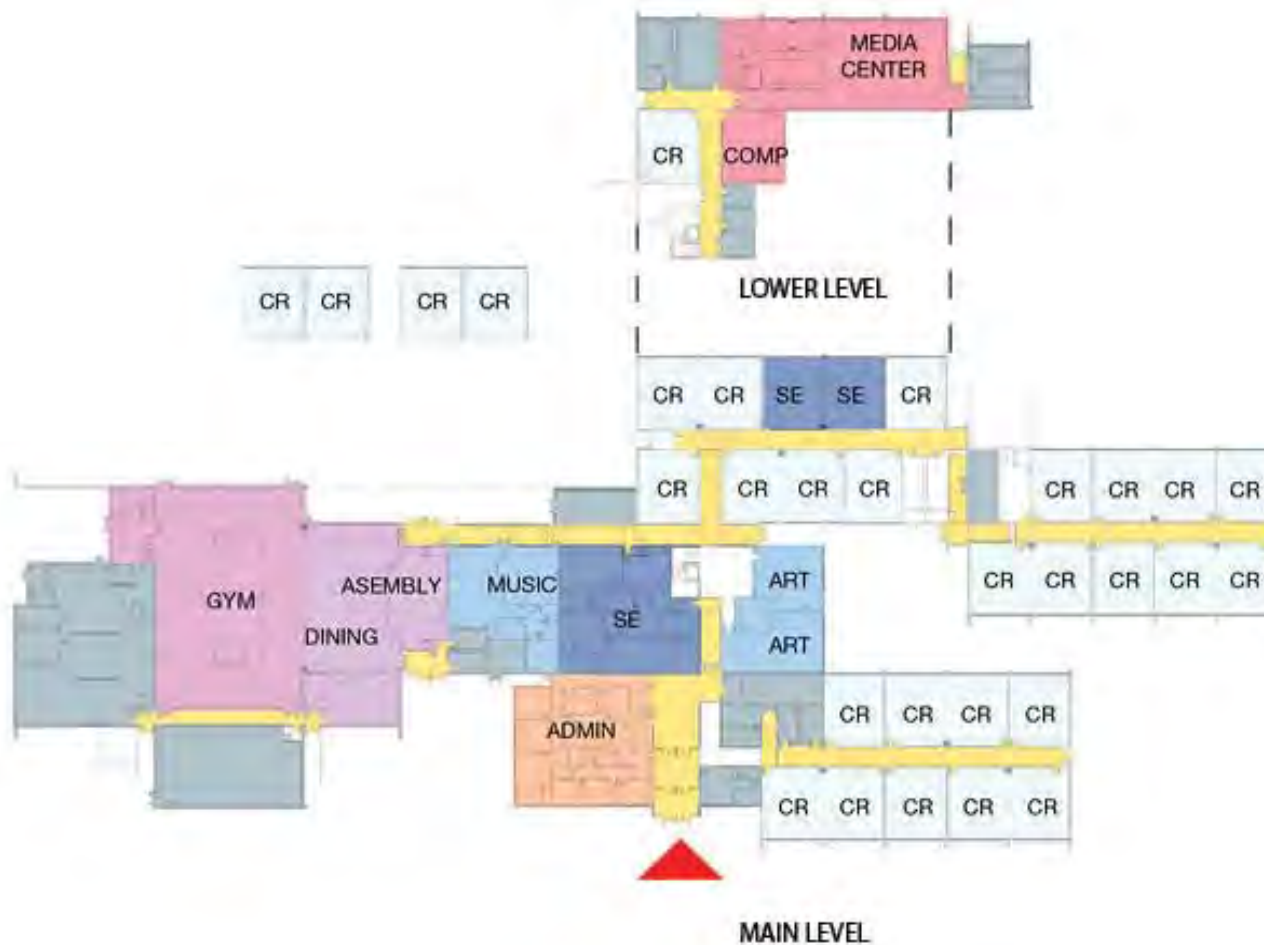 MEDIA
CENTER
CR COMP
LOWER LEVEL
CR CR CR CR
CR CR SE SE CR
CR CR CR CR
CR CR CR CR
GYM ASEMBLY MUSIC SE ART
CR CR CR CR CR
DINING ART
ADMIN
CR CR CR CR
CR CR CR CR CR
MAIN LEVEL